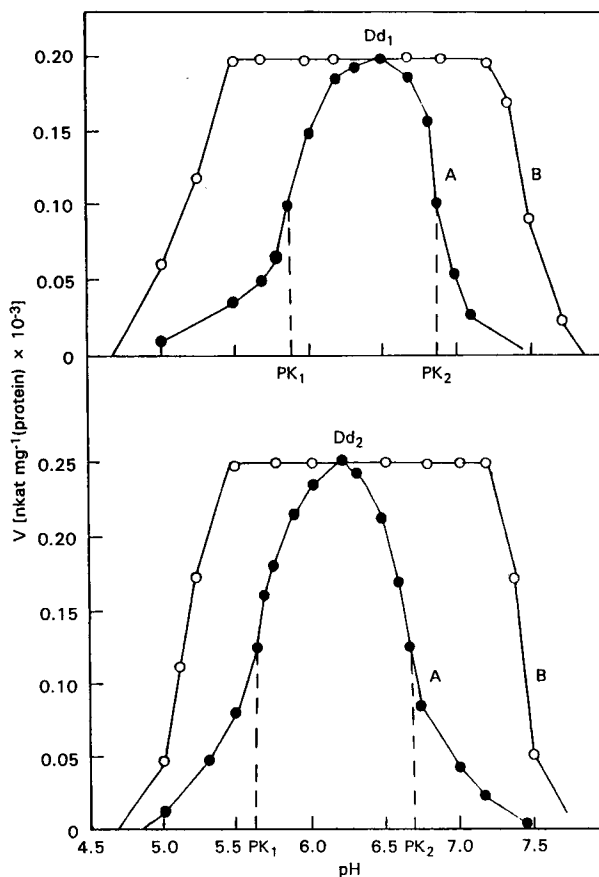 Dd1
0.20
0.15
0.10
0.05
0
A
B
PK1
PK2
V [nkat mg-1(protein) × 10-3]
Dd2
0.25
0.20
0.15
0.10
0.05
0
A
B
4.5 5.0 5.5 PK1 6.0 6.5 PK2 7.0 7.5
pH